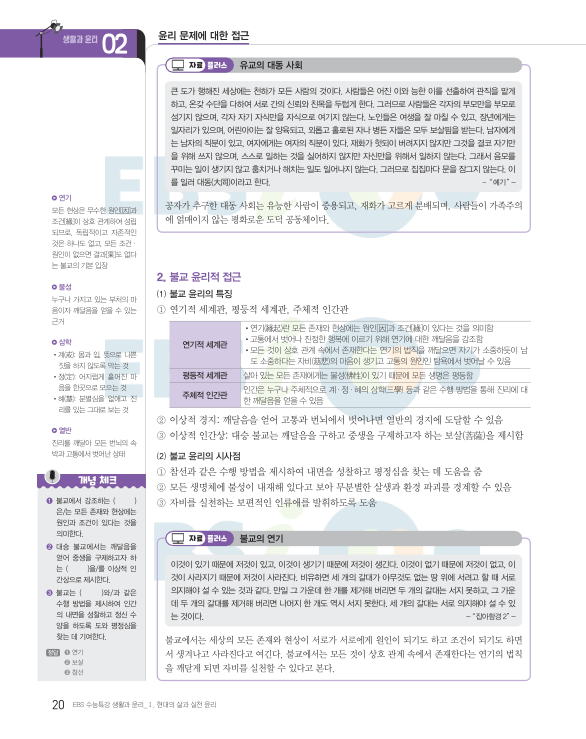 생활과 윤리 02
윤리 문제에 대한 접근
자료 플러스 유교의 대동 사회
큰 도가 행해진 세상에는 천하가 모든 사람의 것이다. 사람들은 어진 이와 능한 이를 선출하여 관직을 맡게
하고, 온갖 수단을 다하여 서로 간의 신뢰와 친목을 두텁게 한다. 그러므로 사람들은 각자의 부모만을 부모로
섬기지 않으며, 각자 자기 자식만을 자식으로 여기지 않는다. 노인들은 여생을 잘 마칠 수 있고, 장년에게는
일자리가 있으며, 어린아이는 잘 양육되고, 외롭고 홀로된 자나 병든 자들은 모두 보살핌을 받는다. 남자에게
는 남자의 직분이 있고, 여자에게는 여자의 직분이 있다. 재화가 헛되이 버려지지 않지만 그것을 결코 자기만
을 위해 쓰지 않으며, 스스로 일하는 것을 싫어하지 않지만 자신만을 위해서 일하지 않는다. 그래서 음모를
꾸미는 일이 생기지 않고 훔치거나 해치는 일도 일어나지 않는다. 그러므로 집집마다 문을 잠그지 않는다. 이
를 일러 대동(大同)이라고 한다. - "예기" -
공자가 추구한 대동 사회는 유능한 사람이 중용되고, 재화가 고르게 분배되며, 사람들이 가족주의
에 얽매이지 않는 평화로운 도덕 공동체이다.
연기
모든 현상은 무수한 원인[因]과
조건[緣]이 상호 관계하여 성립
되므로, 독립적이고 자존적인
것은 하나도 없고, 모든 조건·
원인이 없으면 결과[果]도 없다
는 불교의 기본 입장
불성
누구나 가지고 있는 부처의 마
음이자 깨달음을 얻을 수 있는
근거
삼학
• 계(戒): 몸과 입, 뜻으로 나쁜
짓을 하지 않도록 막는 것
• 정(定): 어지럽게 흩어진 마
음을 한곳으로 모으는 것
• 혜(慧): 분별심을 없애고 진
리를 있는 그대로 보는 것
열반
진리를 깨달아 모든 번뇌의 속
박과 고통에서 벗어난 상태
개념 체크
❶ 불교에서 강조하는 ( )
은/는 모든 존재와 현상에는
원인과 조건이 있다는 것을
의미한다.
❷ 대승 불교에서는 깨달음을
얻어 중생을 구제하고자 하
는 ( )을/를 이상적 인
간상으로 제시한다.
❸ 불교는 ( )와/과 같은
수행 방법을 제시하여 인간
의 내면을 성찰하고 정신 수
양을 하도록 도와 평정심을
찾는 데 기여한다.
정답 ❶ 연기
❷ 보살
❸ 참선
2. 불교 윤리적 접근
(1) 불교 윤리의 특징
① 연기적 세계관, 평등적 세계관, 주체적 인간관
연기적 세계관
• 연기(緣起)란 모든 존재와 현상에는 원인[因]과 조건[緣]이 있다는 것을 의미함
• 고통에서 벗어나 진정한 행복에 이르기 위해 연기에 대한 깨달음을 강조함
• 모든 것이 상호 관계 속에서 존재한다는 연기의 법칙을 깨달으면 자기가 소중하듯이 남
도 소중하다는 자비(慈悲)의 마음이 생기고 고통의 원인인 탐욕에서 벗어날 수 있음
평등적 세계관 살아 있는 모든 존재에게는 불성(佛性)이 있기 때문에 모든 생명은 평등함
주체적 인간관
인간은 누구나 주체적으로 계·정·혜의 삼학(三學) 등과 같은 수행 방법을 통해 진리에 대
한 깨달음을 얻을 수 있음
② 이상적 경지: 깨달음을 얻어 고통과 번뇌에서 벗어나면 열반의 경지에 도달할 수 있음
③ 이상적 인간상: 대승 불교는 깨달음을 구하고 중생을 구제하고자 하는 보살(菩薩)을 제시함
(2) 불교 윤리의 시사점
① 참선과 같은 수행 방법을 제시하여 내면을 성찰하고 평정심을 찾는 데 도움을 줌
② 모든 생명체에 불성이 내재해 있다고 보아 무분별한 살생과 환경 파괴를 경계할 수 있음
③ 자비를 실천하는 보편적인 인류애를 발휘하도록 도움
자료 플러스 불교의 연기
이것이 있기 때문에 저것이 있고, 이것이 생기기 때문에 저것이 생긴다. 이것이 없기 때문에 저것이 없고, 이
것이 사라지기 때문에 저것이 사라진다. 비유하면 세 개의 갈대가 아무것도 없는 땅 위에 서려고 할 때 서로
의지해야 설 수 있는 것과 같다. 만일 그 가운데 한 개를 제거해 버리면 두 개의 갈대는 서지 못하고, 그 가운
데 두 개의 갈대를 제거해 버리면 나머지 한 개도 역시 서지 못한다. 세 개의 갈대는 서로 의지해야 설 수 있
는 것이다. - "잡아함경 2" -
불교에서는 세상의 모든 존재와 현상이 서로가 서로에게 원인이 되기도 하고 조건이 되기도 하면
서 생겨나고 사라진다고 여긴다. 불교에서는 모든 것이 상호 관계 속에서 존재한다는 연기의 법칙
을 깨닫게 되면 자비를 실천할 수 있다고 본다.
20 EBS 수능특강 생활과 윤리_ Ⅰ. 현대의 삶과 실천 윤리